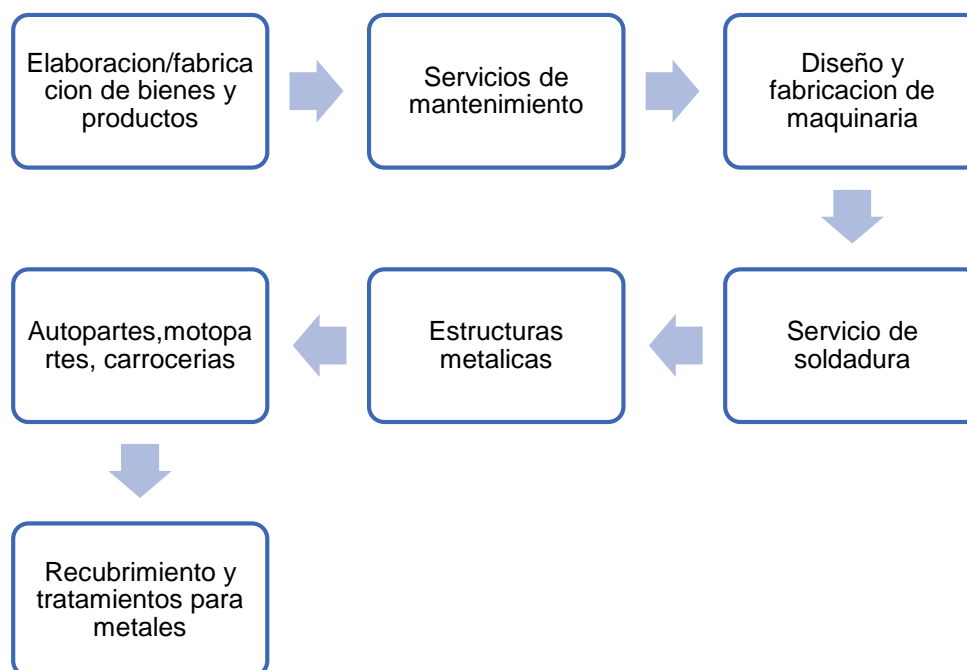 Elaboracion/fabrica
cion de bienes y
productos
Servicios de
mantenimiento
Diseño y
fabricacion de
maquinaria
Servicio de
soldadura
Estructuras
metalicas
Autopartes,motopa
rtes, carrocerias
Recubrimiento y
tratamientos para
metales